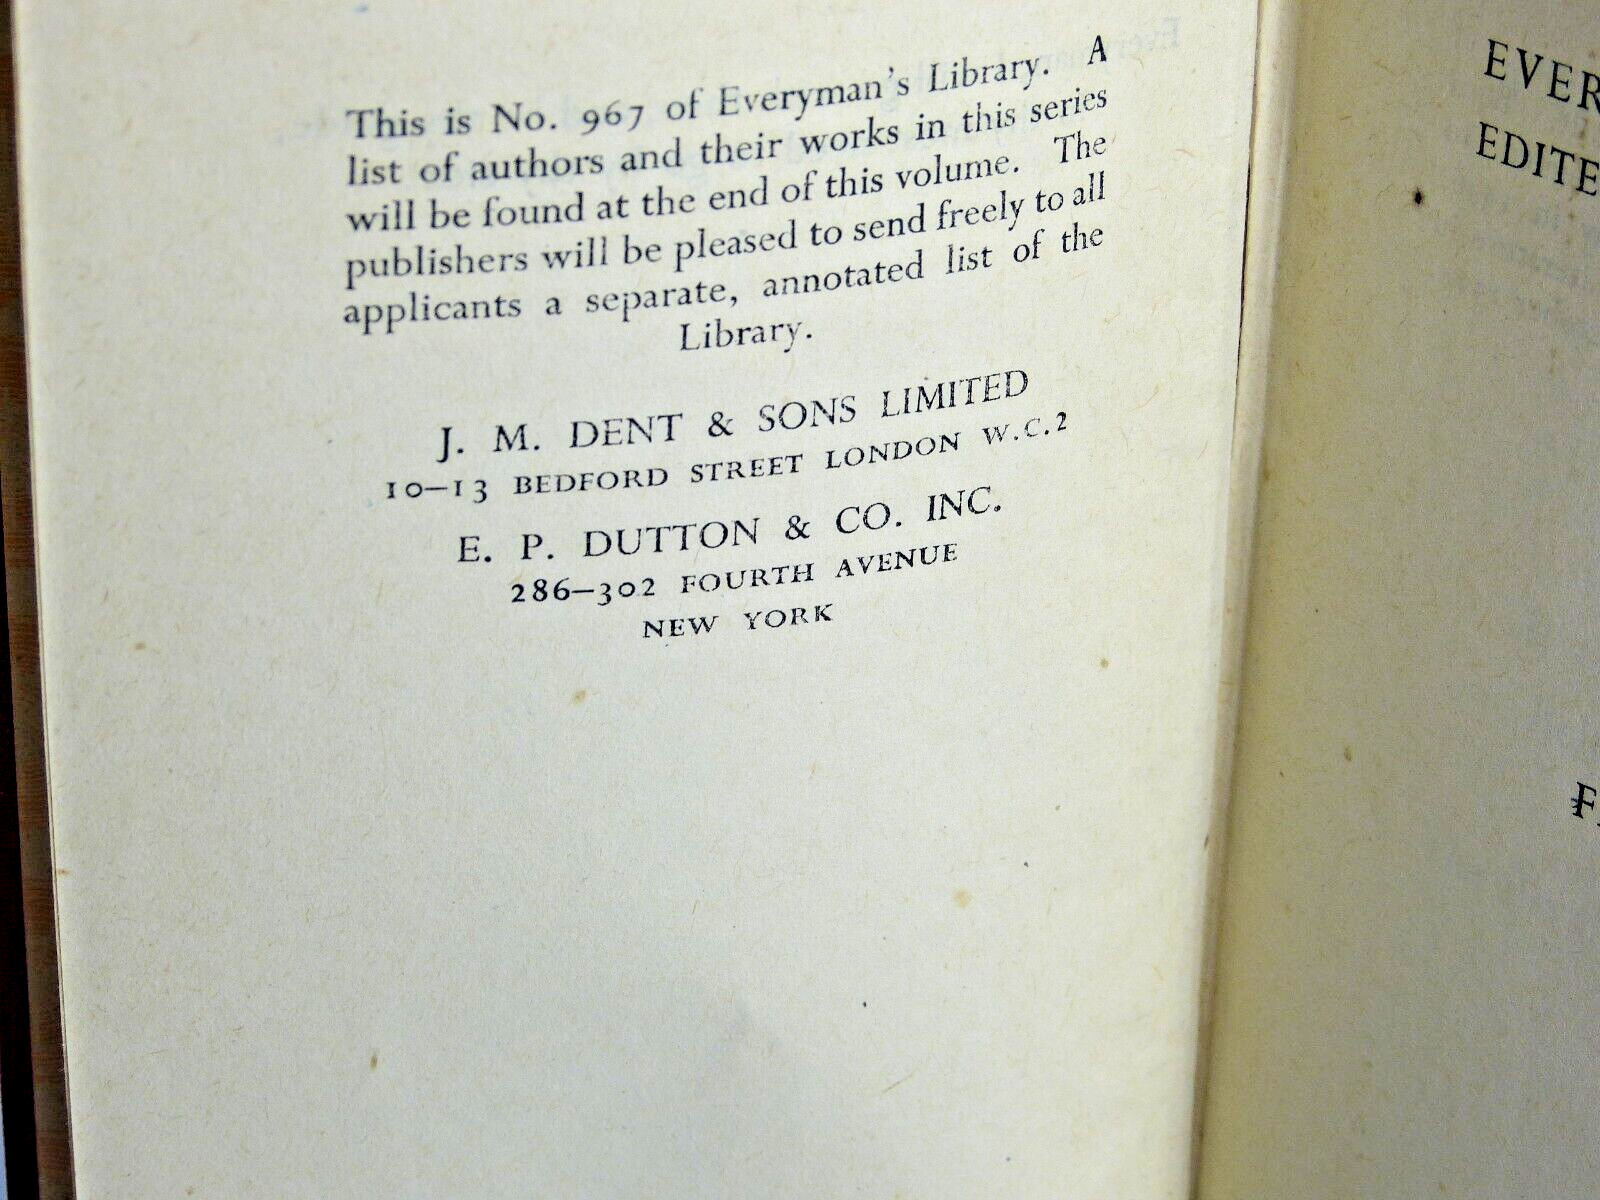 This is No. 967 of Everyman's Library. A
list of authors and their works in this series
will be found at the end of this volume. The
publishers will be pleased to send freely to all
applicants a separate, annotated list of the
Library.
J. M. DENT & SONS LIMITED
10–13 BEDFORD STREET LONDON W.C.2
E. P. DUTTON & CO. INC.
286–302 FOURTH AVENUE
NEW YORK
EVER
EDITE
F